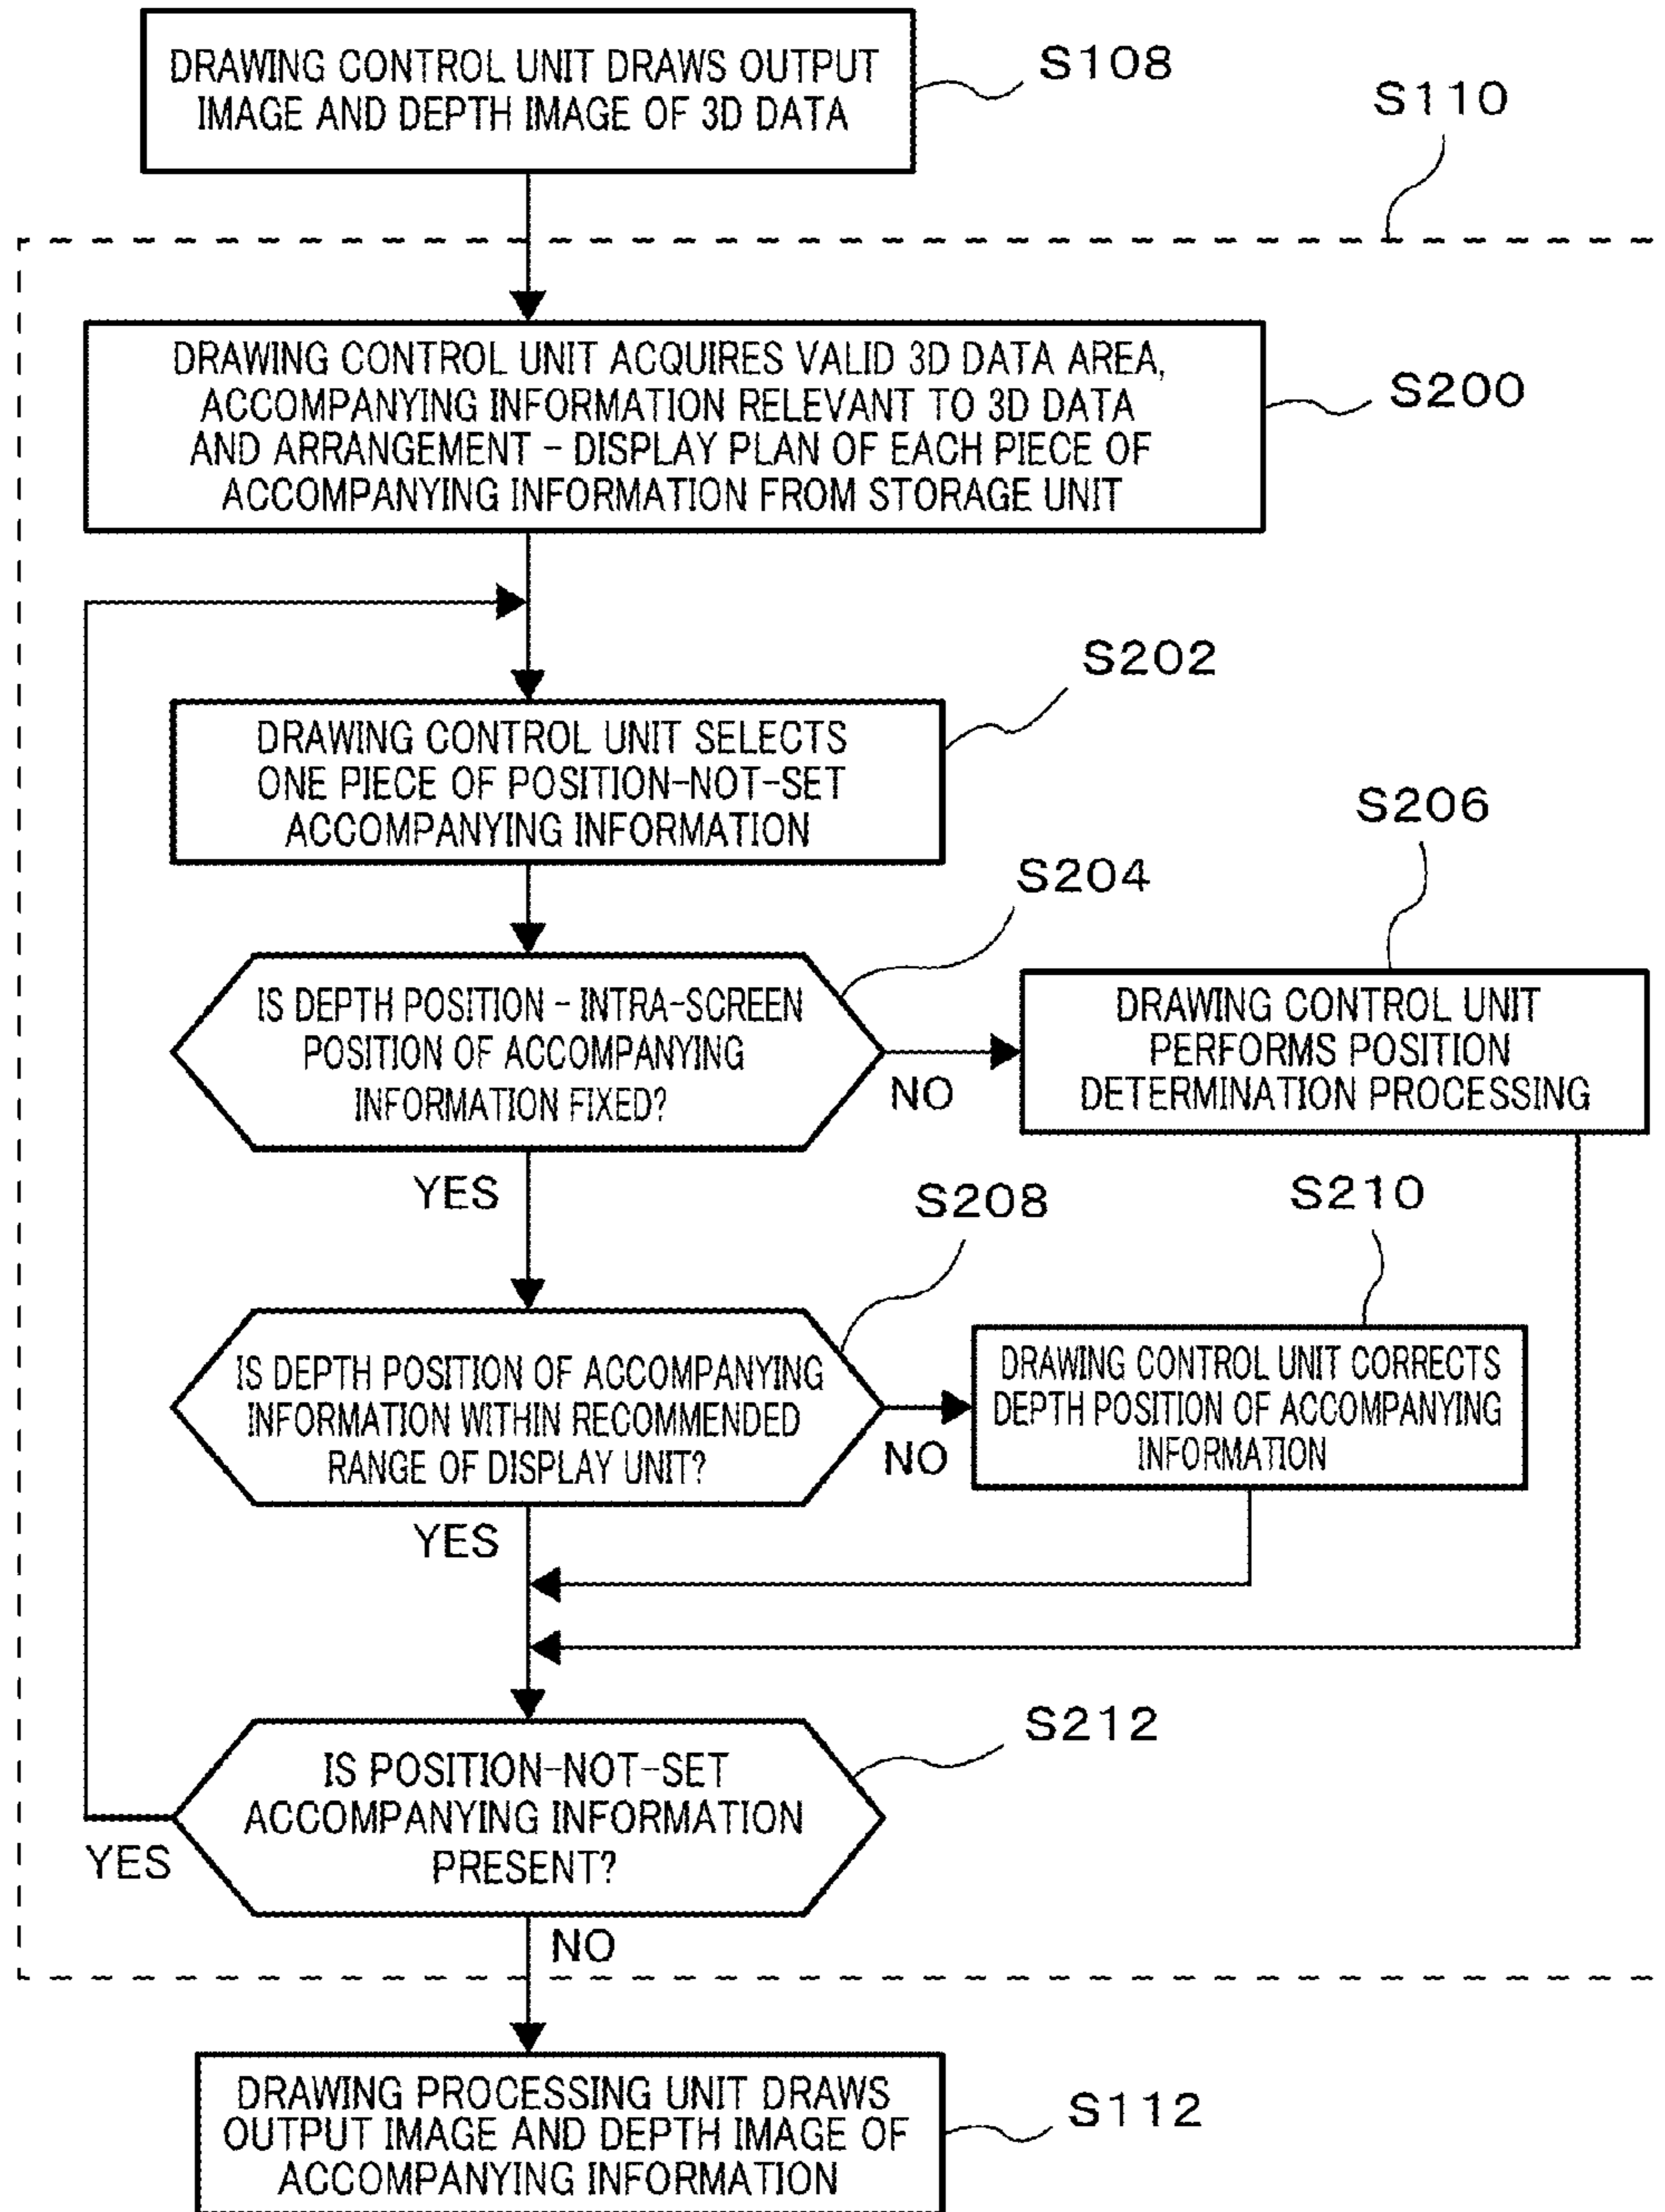 DRAWING CONTROL UNIT DRAWS OUTPUT
IMAGE AND DEPTH IMAGE OF 3D DATA
S108
S110
DRAWING CONTROL UNIT ACQUIRES VALID 3D DATA AREA,
ACCOMPANYING INFORMATION RELEVANT TO 3D DATA
AND ARRANGEMENT - DISPLAY PLAN OF EACH PIECE OF
ACCOMPANYING INFORMATION FROM STORAGE UNIT
S200
S202
DRAWING CONTROL UNIT SELECTS
ONE PIECE OF POSITION-NOT-SET
ACCOMPANYING INFORMATION
S204
IS DEPTH POSITION - INTRA-SCREEN
POSITION OF ACCOMPANYING
INFORMATION FIXED?
NO
YES
S206
DRAWING CONTROL UNIT
PERFORMS POSITION
DETERMINATION PROCESSING
S208
IS DEPTH POSITION OF ACCOMPANYING
INFORMATION WITHIN RECOMMENDED
RANGE OF DISPLAY UNIT?
NO
YES
S210
DRAWING CONTROL UNIT CORRECTS
DEPTH POSITION OF ACCOMPANYING
INFORMATION
S212
IS POSITION-NOT-SET
ACCOMPANYING INFORMATION
PRESENT?
YES
NO
DRAWING PROCESSING UNIT DRAWS
OUTPUT IMAGE AND DEPTH IMAGE OF
ACCOMPANYING INFORMATION
S112